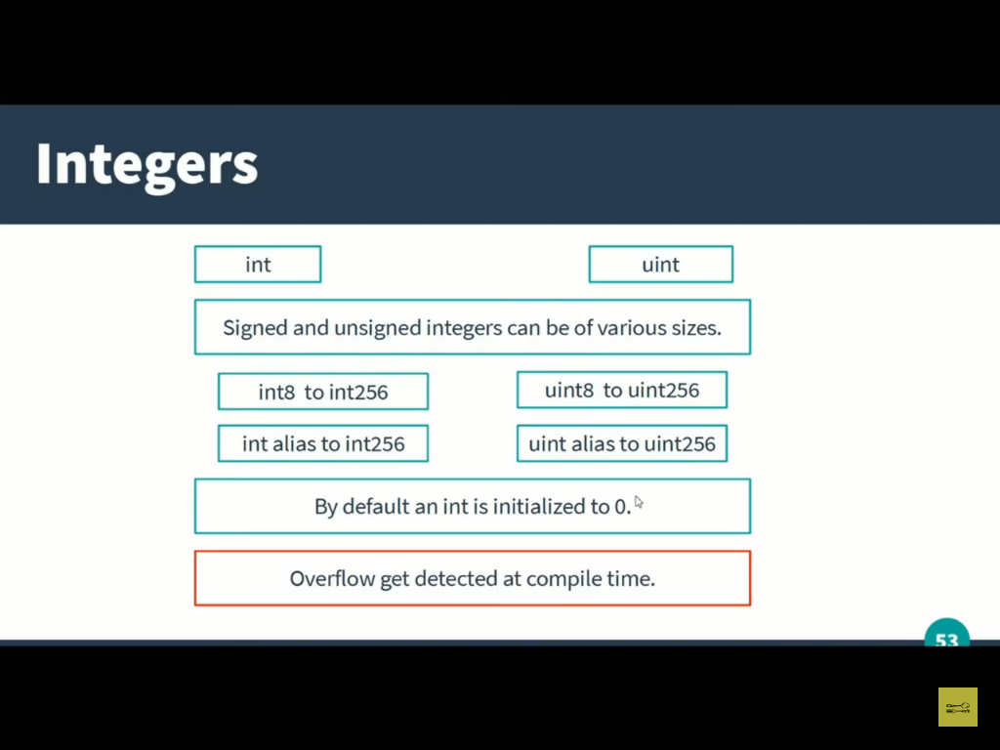 Integers
int
uint
Signed and unsigned integers can be of various sizes.
int8 to int256
uint8 to uint256
int alias to int256
uint alias to uint256
By default an int is initialized to 0.
Overflow get detected at compile time.
53